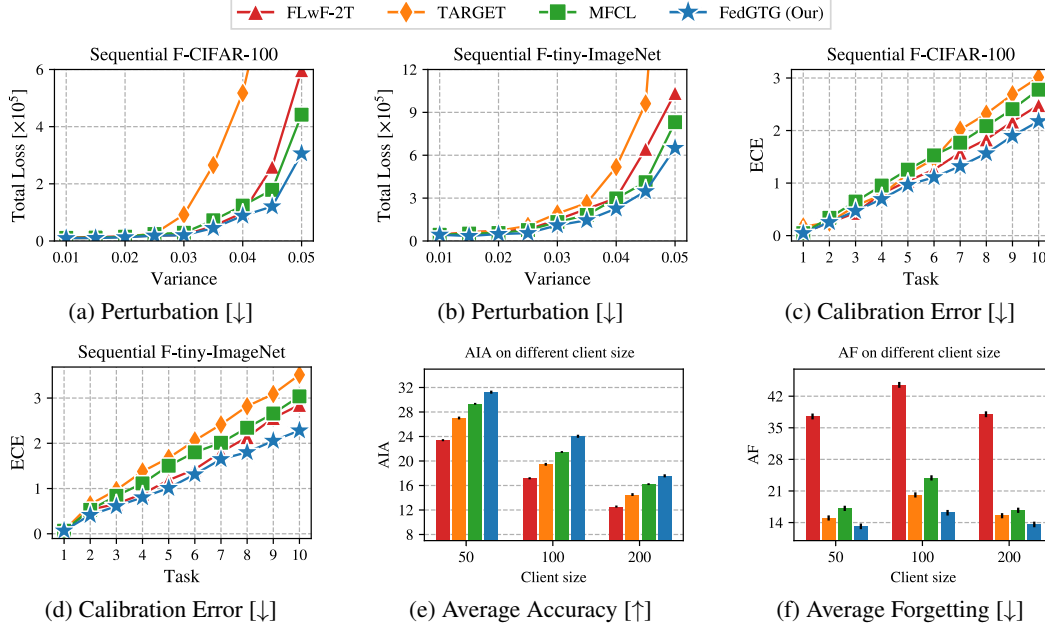 FLwF-2T TARGET MFCL FedGTG (Our)
Sequential F-CIFAR-100
Total Loss [×10⁵]
6
4
2
0
0.01 0.02 0.03 0.04 0.05
Variance
(a) Perturbation [↓]
Sequential F-tiny-ImageNet
Total Loss [×10⁵]
12
9
6
3
0
0.01 0.02 0.03 0.04 0.05
Variance
(b) Perturbation [↓]
Sequential F-CIFAR-100
ECE
3
2
1
0
1 2 3 4 5 6 7 8 9 10
Task
(c) Calibration Error [↓]
Sequential F-tiny-ImageNet
ECE
3
2
1
0
1 2 3 4 5 6 7 8 9 10
Task
(d) Calibration Error [↓]
AIA on different client size
AIA
32
28
24
20
16
12
8
50 100 200
Client size
(e) Average Accuracy [↑]
AF on different client size
AF
42
35
28
21
14
50 100 200
Client size
(f) Average Forgetting [↓]